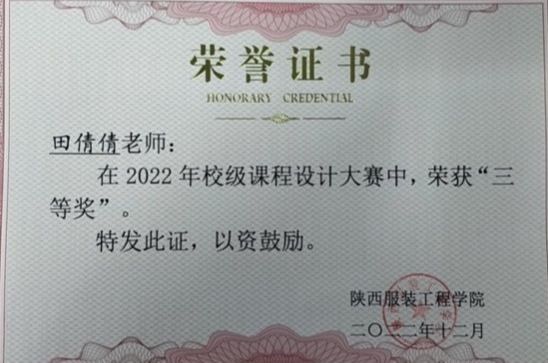 荣誉证书
HONORARY CREDENTIAL
田倩倩老师：
在 2022 年校级课程设计大赛中，荣获“三
等奖”。
特发此证，以资鼓励。
陕西服装工程学院
二〇二二年十二月